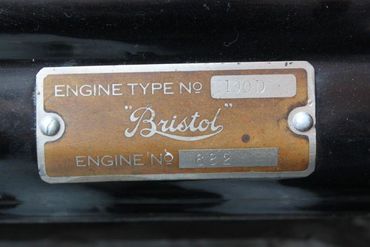 ENGINE TYPE No 100D
"Bristol"
ENGINE No